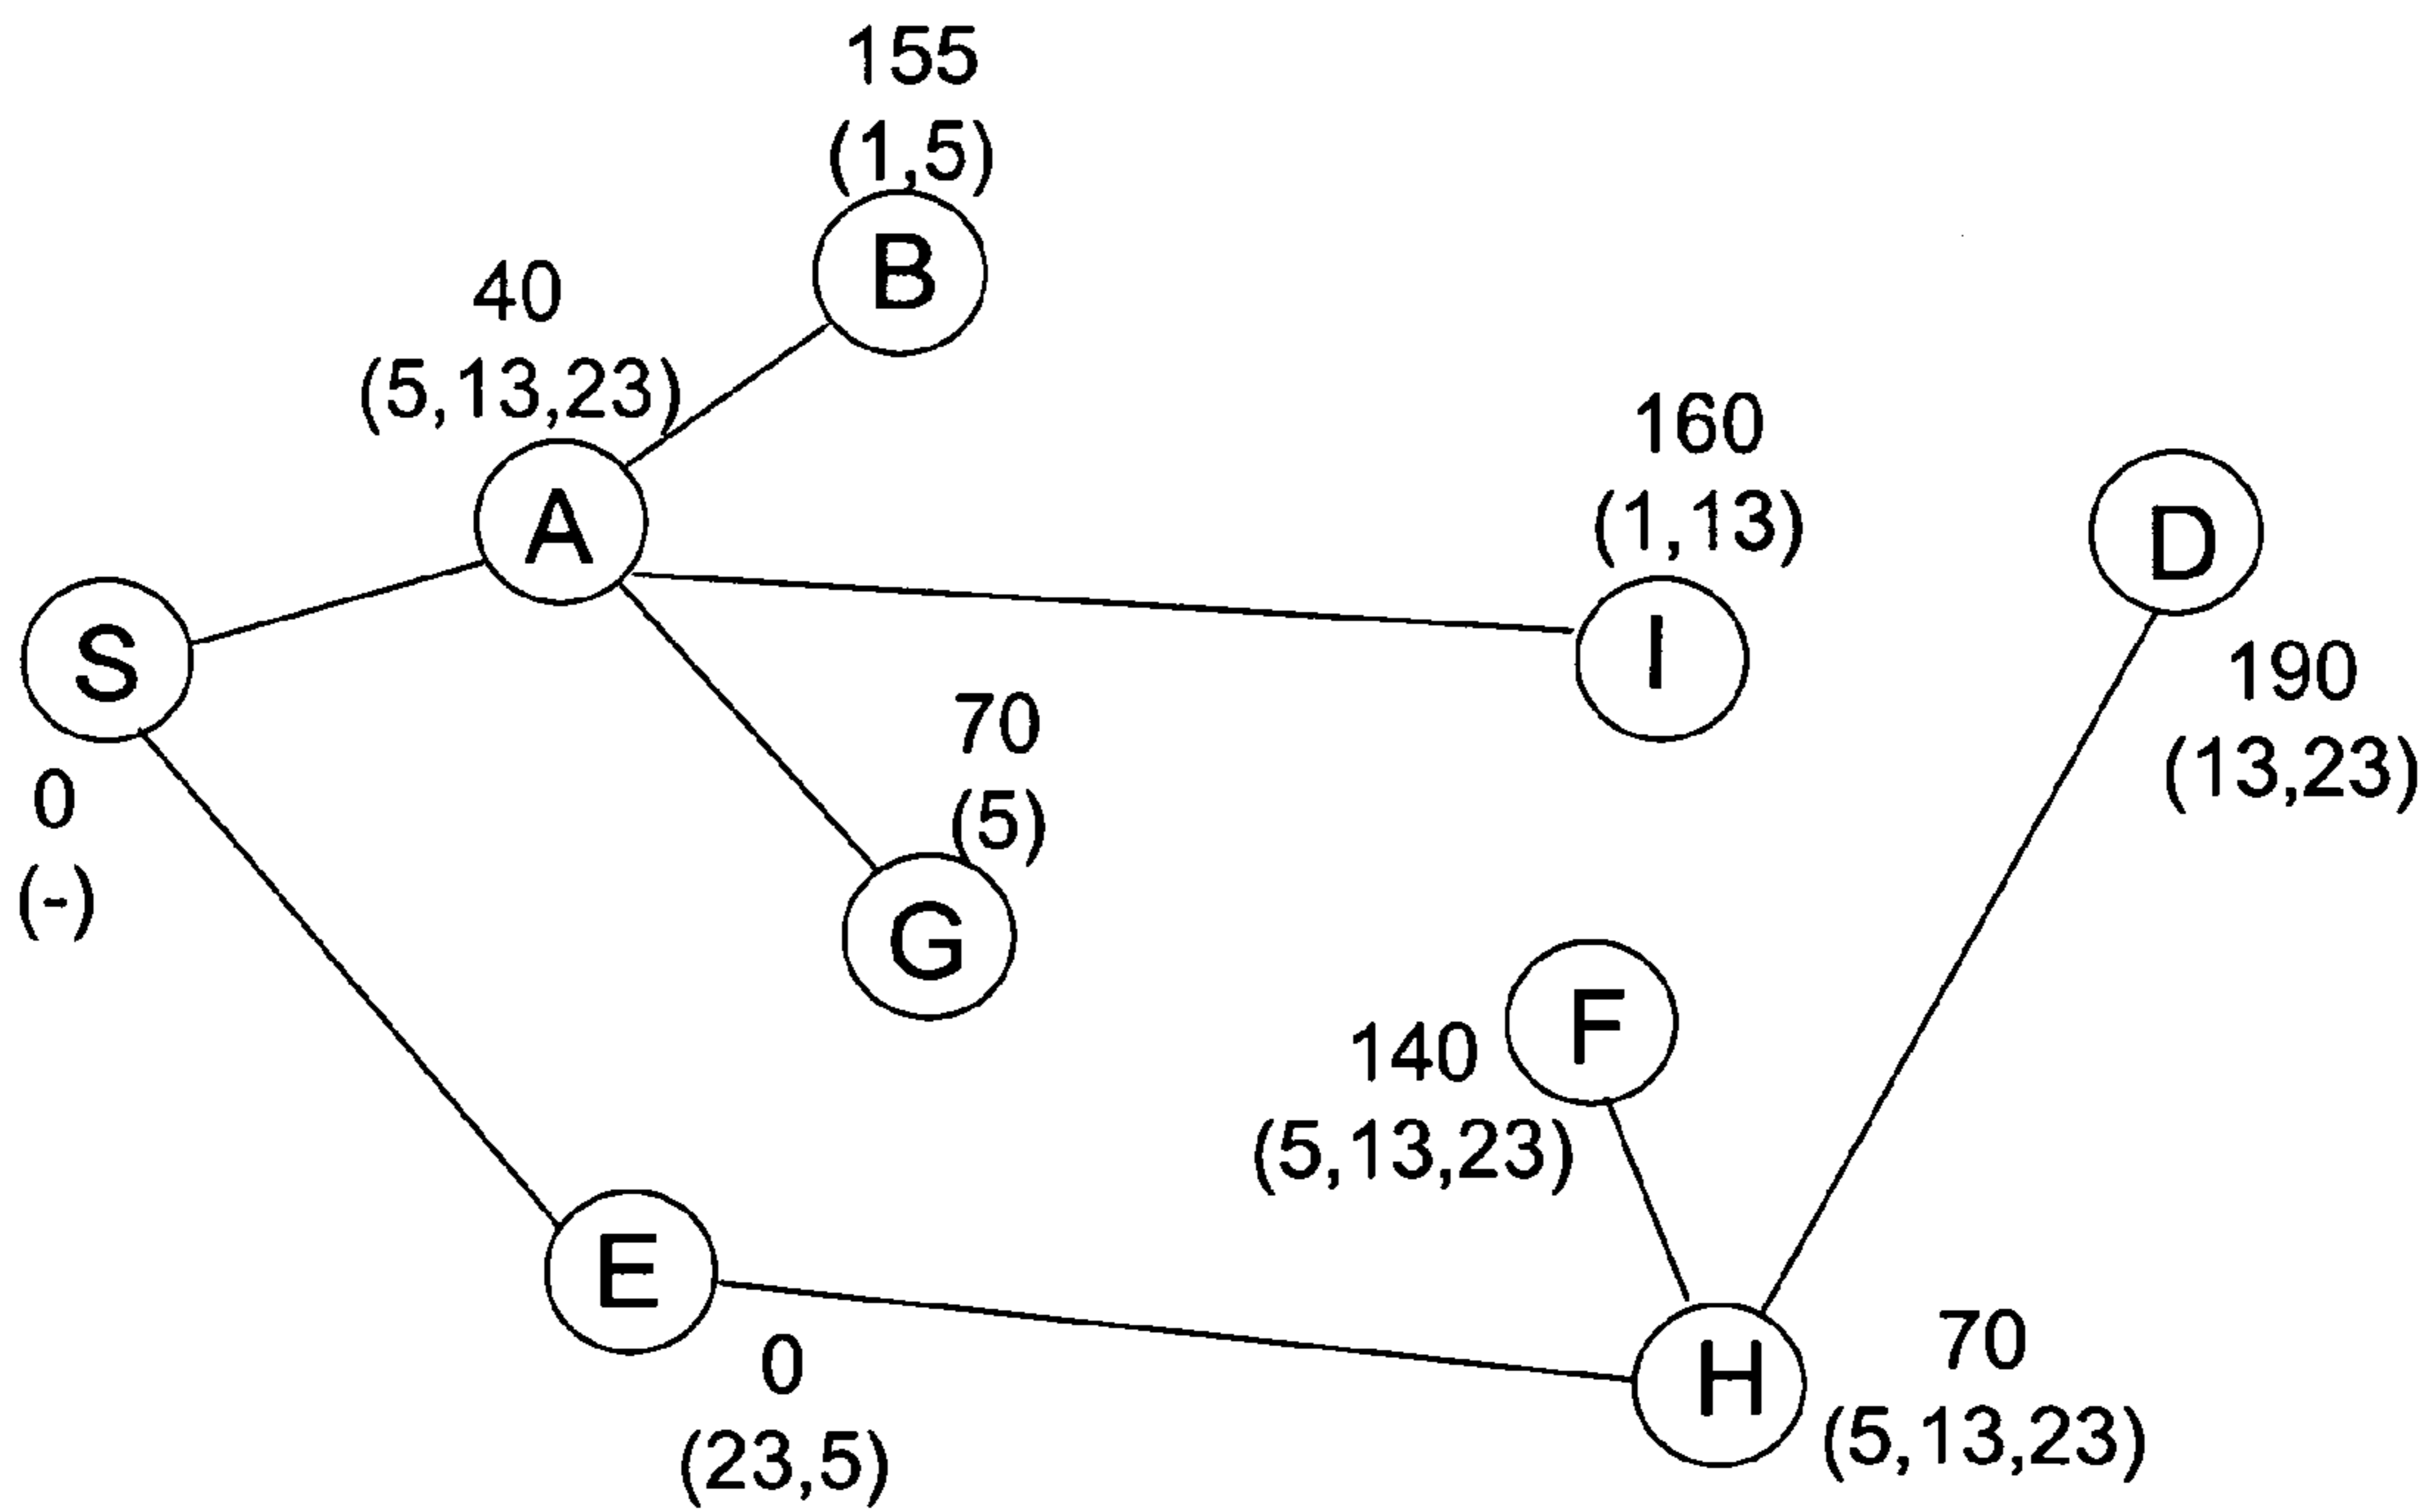 155
(1,5)
B
40
(5,13,23)
A
160
(1,13)
I
D
190
(13,23)
S
0
(-)
70
(5)
G
F
140
(5,13,23)
E
0
(23,5)
H
70
(5,13,23)